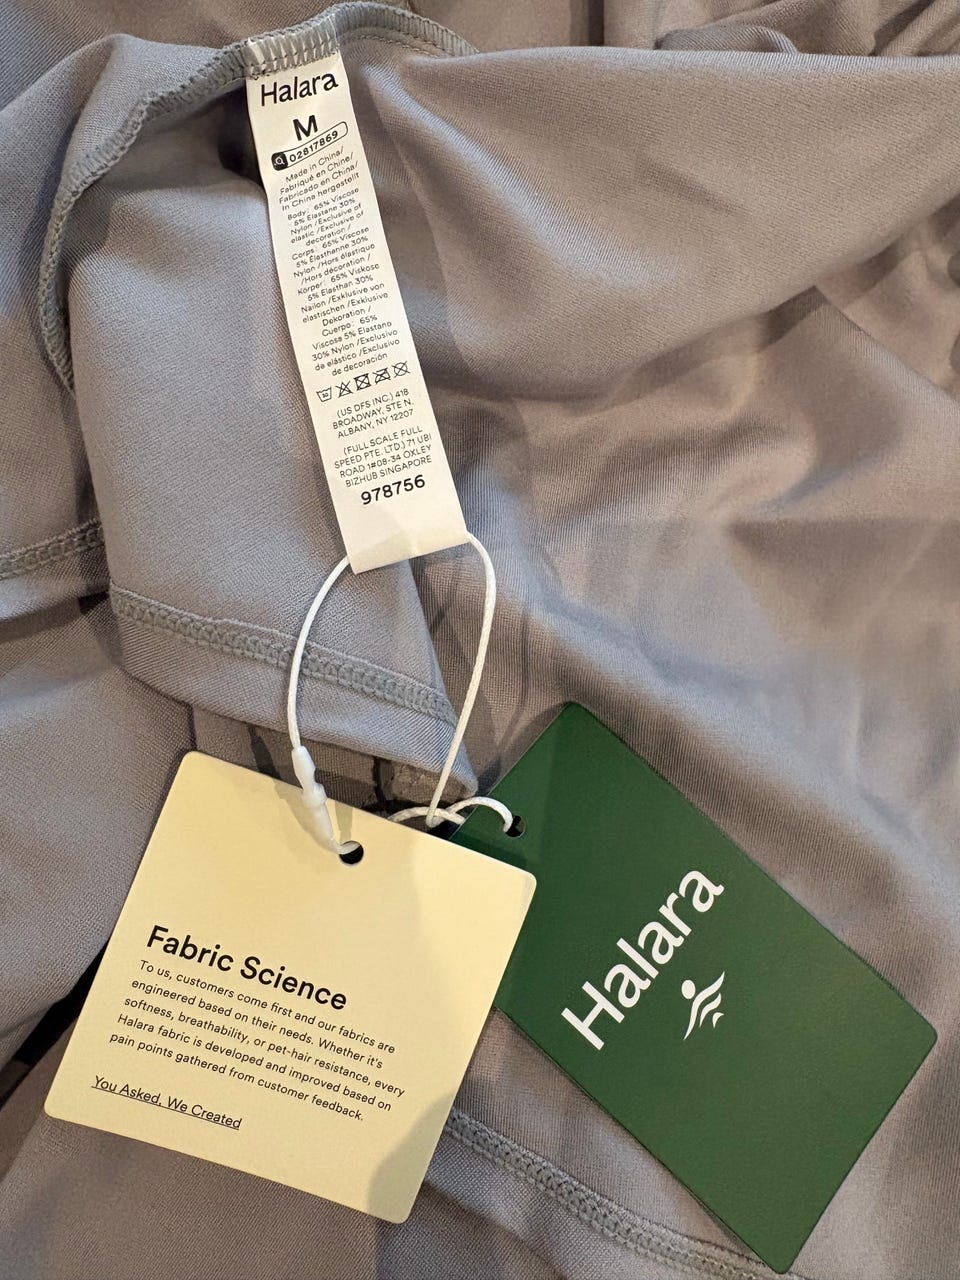 Halara
M
02817869
Made in China/
Fabriqué en Chine/
Fabricado en China/
In China hergestellt
Body: 65% Viscose
5% Elastane 30%
Nylon /Exclusive of
elastic /Exclusive of
decoration /
Corps: 65% Viscose
5% Élasthanne 30%
Nylon /Hors élastique
/Hors décoration /
Körper: 65% Viskose
5% Elasthan 30%
Nailon /Exklusive von
elastischen /Exklusive
Dekoration /
Cuerpo: 65%
Viscosa 5% Elastano
30% Nylon /Exclusivo
de elástico /Exclusivo
de decoración
30
(US DFS INC.) 418
BROADWAY, STE N.
ALBANY, NY 12207
(FULL SCALE FULL
SPEED PTE. LTD.) 71 UBI
ROAD 1#08-34 OXLEY
BIZHUB SINGAPORE
978756
Fabric Science
To us, customers come first and our fabrics are
engineered based on their needs. Whether it's
softness, breathability, or pet-hair resistance, every
Halara fabric is developed and improved based on
pain points gathered from customer feedback.
You Asked, We Created
Halara